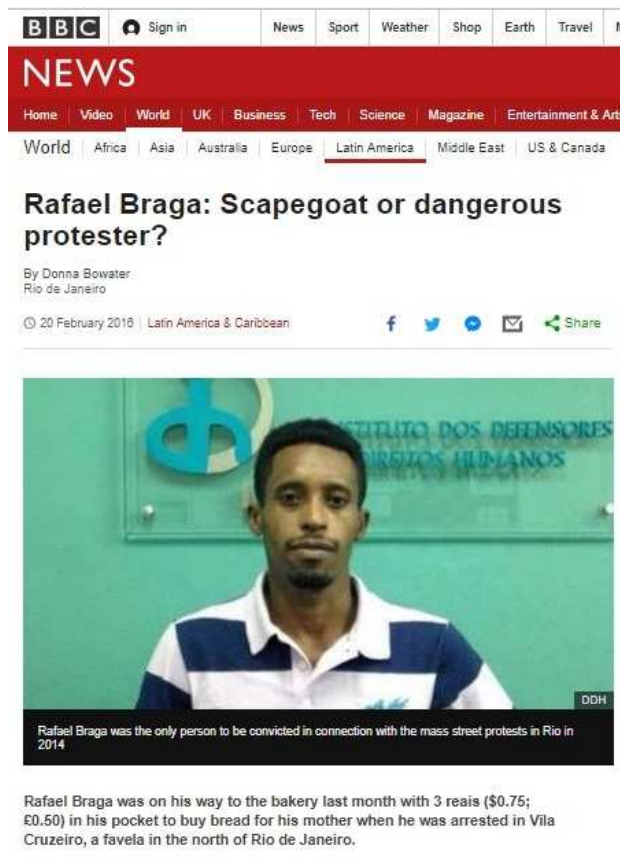 BBC Sign in News Sport Weather Shop Earth Travel
NEWS
Home Video World UK Business Tech Science Magazine Entertainment & Art
World Africa Asia Australia Europe Latin America Middle East US & Canada
Rafael Braga: Scapegoat or dangerous
protester?
By Donna Bowater
Rio de Janeiro
20 February 2016 Latin America & Caribbean Share
STITUTO DOS DEFENSORES
DIREITOS HUMANOS
DDH
Rafael Braga was the only person to be convicted in connection with the mass street protests in Rio in
2014
Rafael Braga was on his way to the bakery last month with 3 reais ($0.75;
£0.50) in his pocket to buy bread for his mother when he was arrested in Vila
Cruzeiro, a favela in the north of Rio de Janeiro.